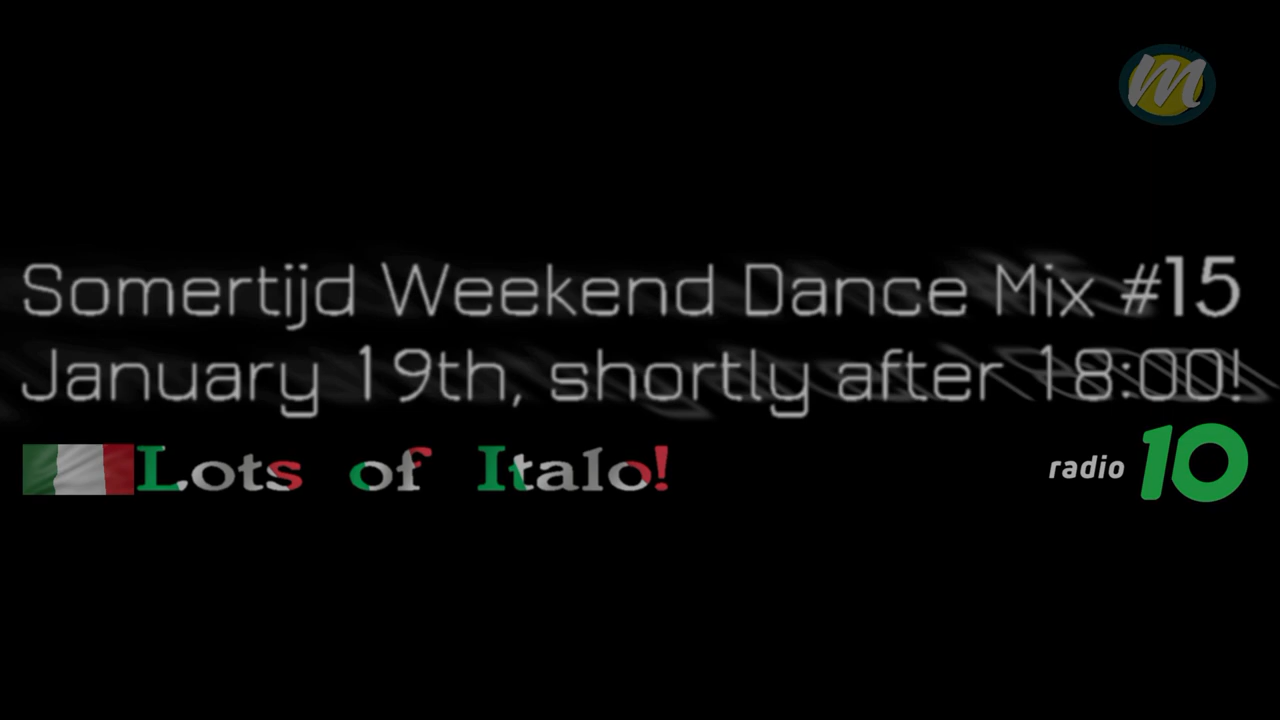 m
Somertijd Weekend Dance Mix #15
January 19th, shortly after 18:00!
Lots of Italo!
radio 10